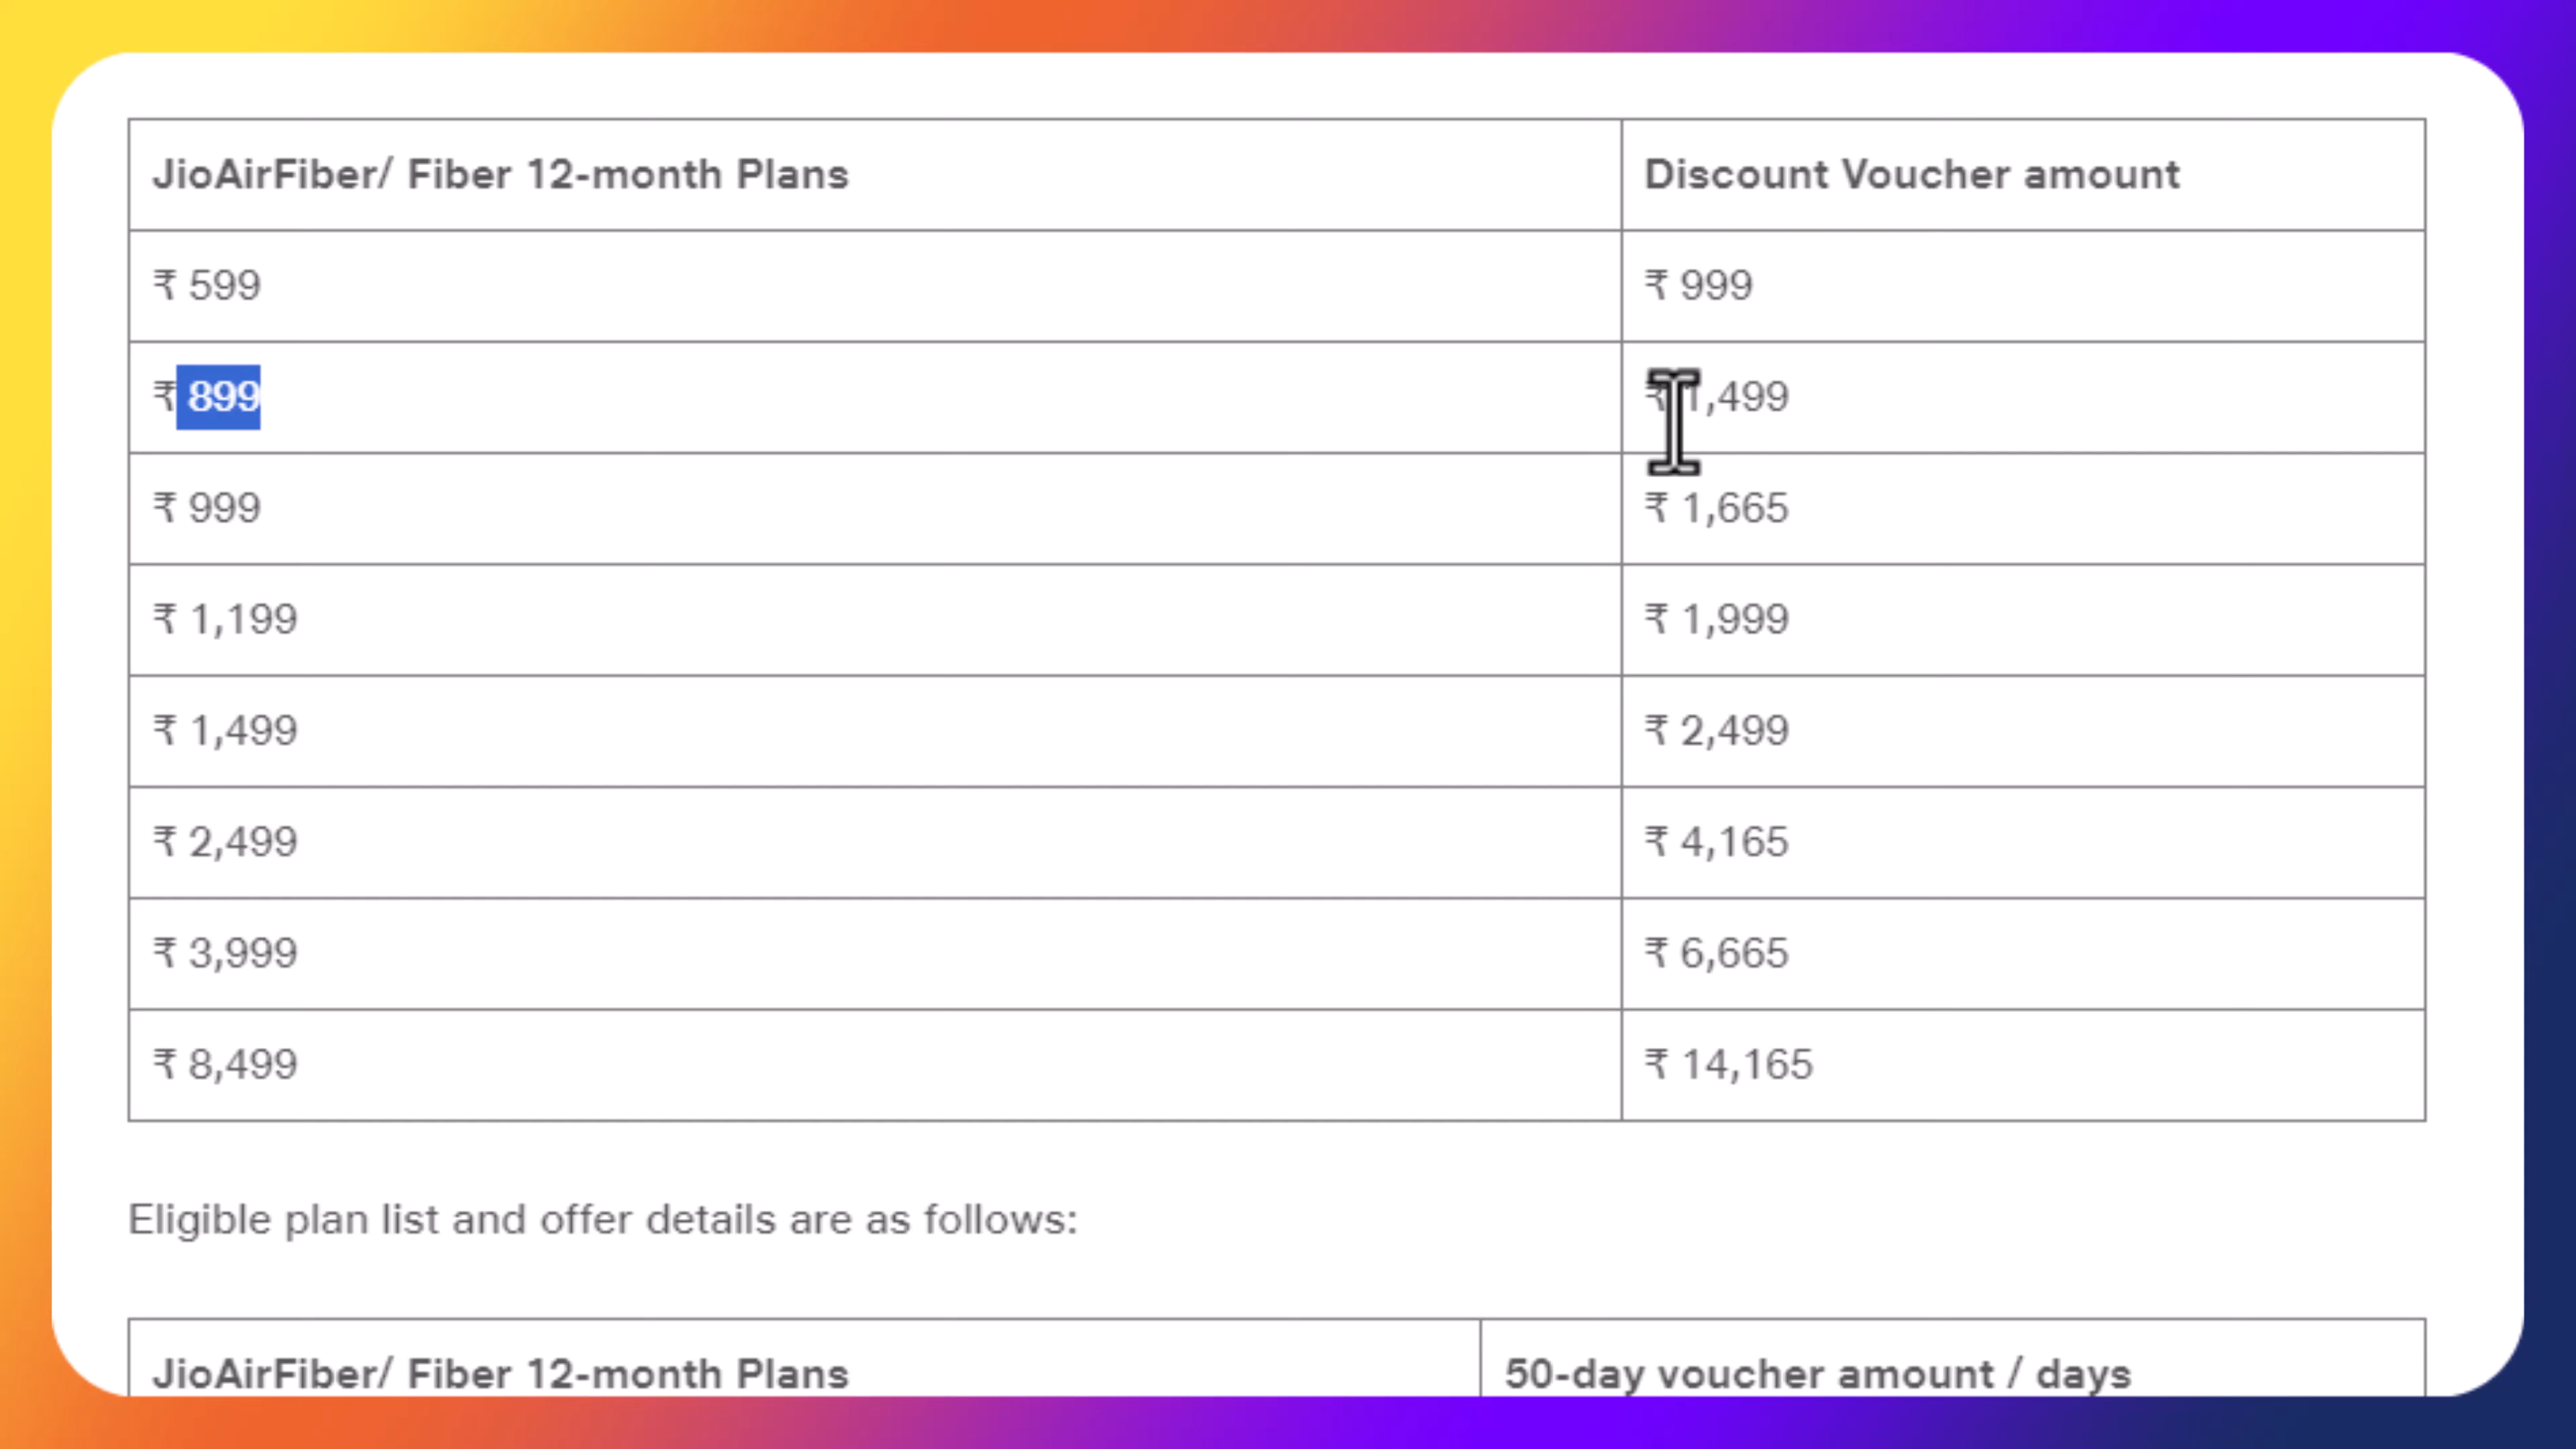 JioAirFiber/ Fiber 12-month Plans Discount Voucher amount
₹ 599 ₹ 999
₹ 899 ₹ 1,499
₹ 999 ₹ 1,665
₹ 1,199 ₹ 1,999
₹ 1,499 ₹ 2,499
₹ 2,499 ₹ 4,165
₹ 3,999 ₹ 6,665
₹ 8,499 ₹ 14,165
Eligible plan list and offer details are as follows:
JioAirFiber/ Fiber 12-month Plans 50-day voucher amount / days